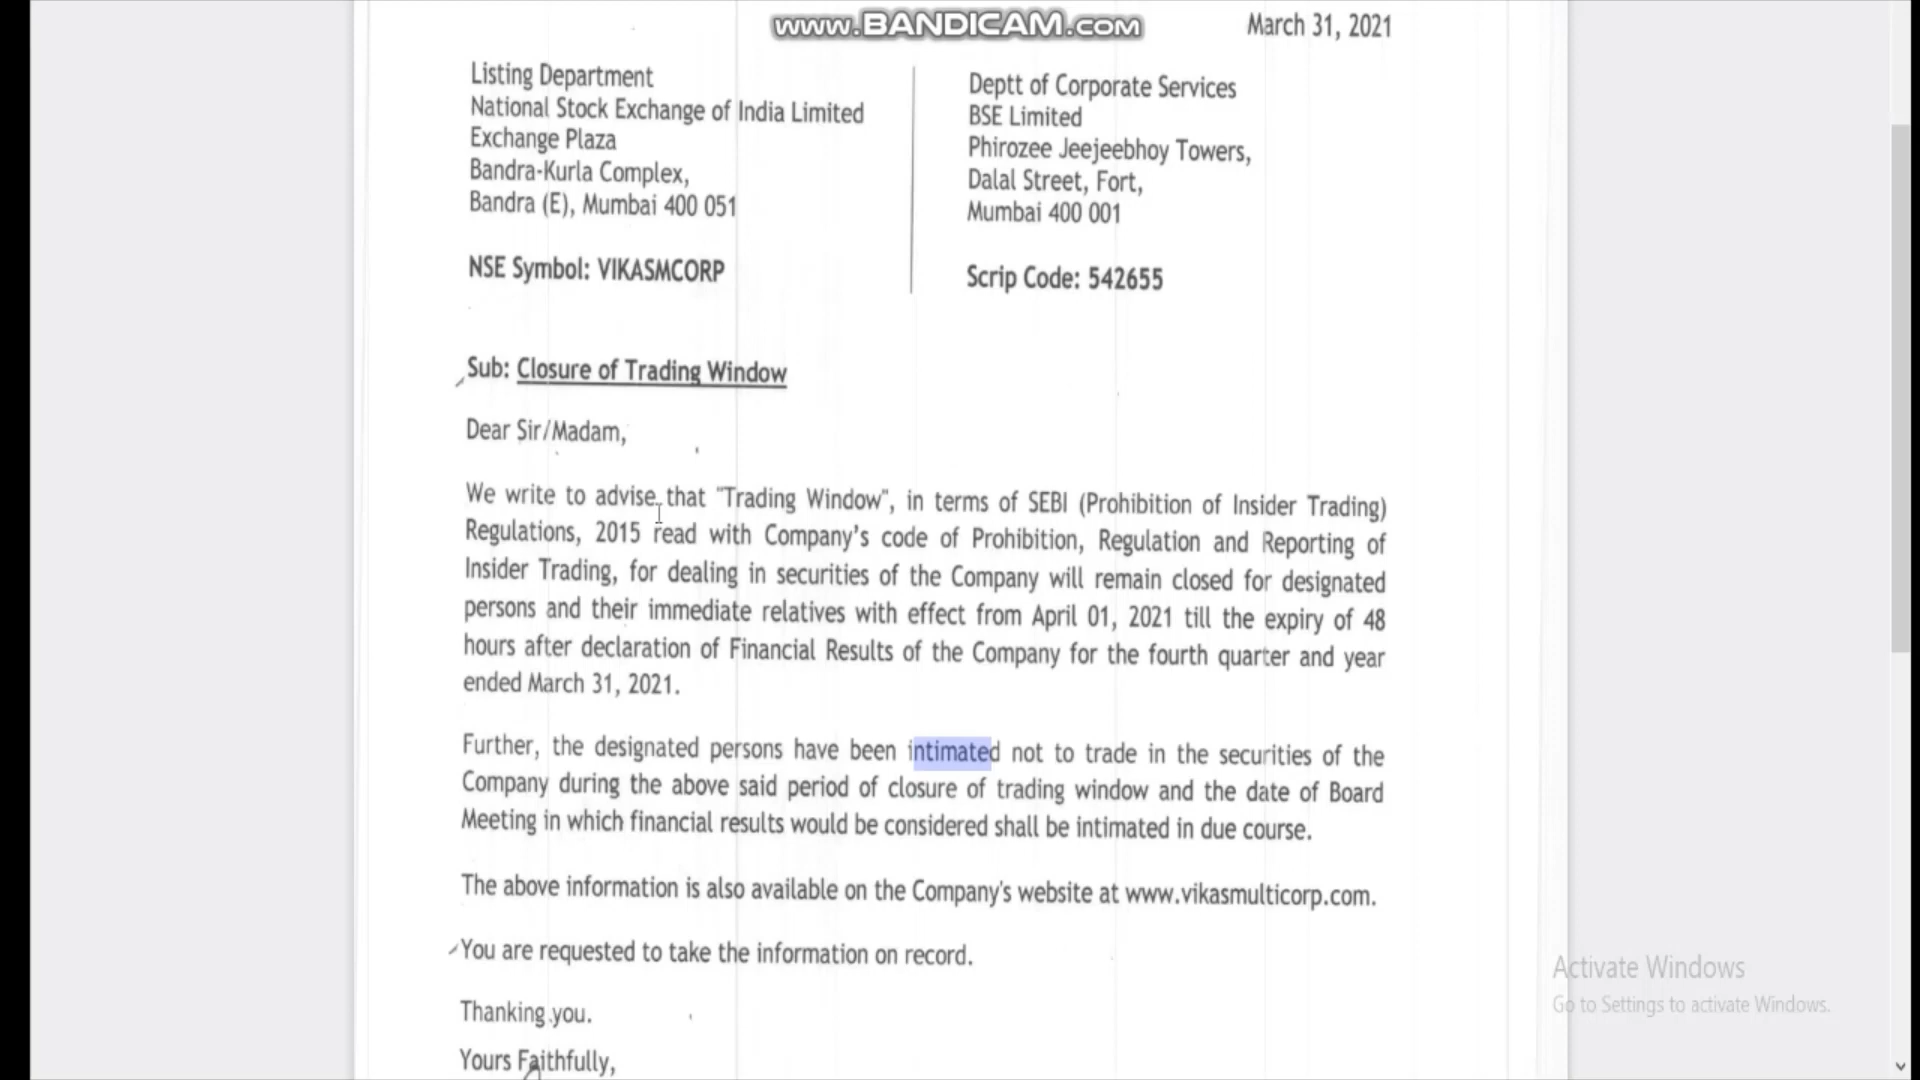 www.BANDICAM.com
March 31, 2021
Listing Department
National Stock Exchange of India Limited
Exchange Plaza
Bandra-Kurla Complex,
Bandra (E), Mumbai 400 051
NSE Symbol: VIKASMCORP
Deptt of Corporate Services
BSE Limited
Phirozee Jeejeebhoy Towers,
Dalal Street, Fort,
Mumbai 400 001
Scrip Code: 542655
Sub: Closure of Trading Window
Dear Sir/Madam,
We write to advise that "Trading Window", in terms of SEBI (Prohibition of Insider Trading)
Regulations, 2015 read with Company's code of Prohibition, Regulation and Reporting of
Insider Trading, for dealing in securities of the Company will remain closed for designated
persons and their immediate relatives with effect from April 01, 2021 till the expiry of 48
hours after declaration of Financial Results of the Company for the fourth quarter and year
ended March 31, 2021.
Further, the designated persons have been intimated not to trade in the securities of the
Company during the above said period of closure of trading window and the date of Board
Meeting in which financial results would be considered shall be intimated in due course.
The above information is also available on the Company's website at www.vikasmulticorp.com.
You are requested to take the information on record.
Thanking you.
Yours Faithfully,
Activate Windows
Go to Settings to activate Windows.